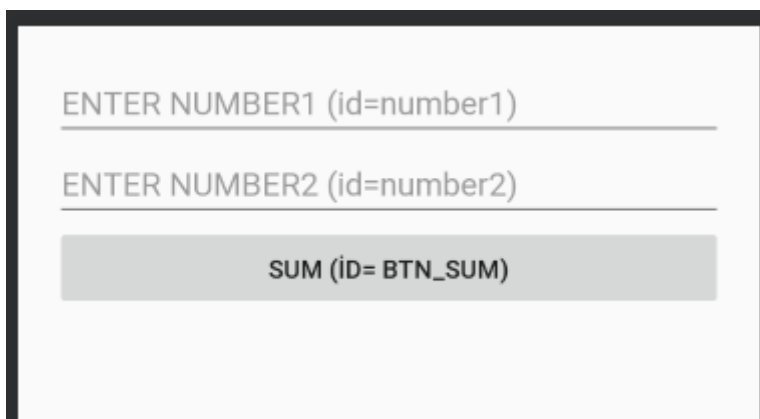 ENTER NUMBER1 (id=number1)
ENTER NUMBER2 (id=number2)
SUM (İD= BTN_SUM)